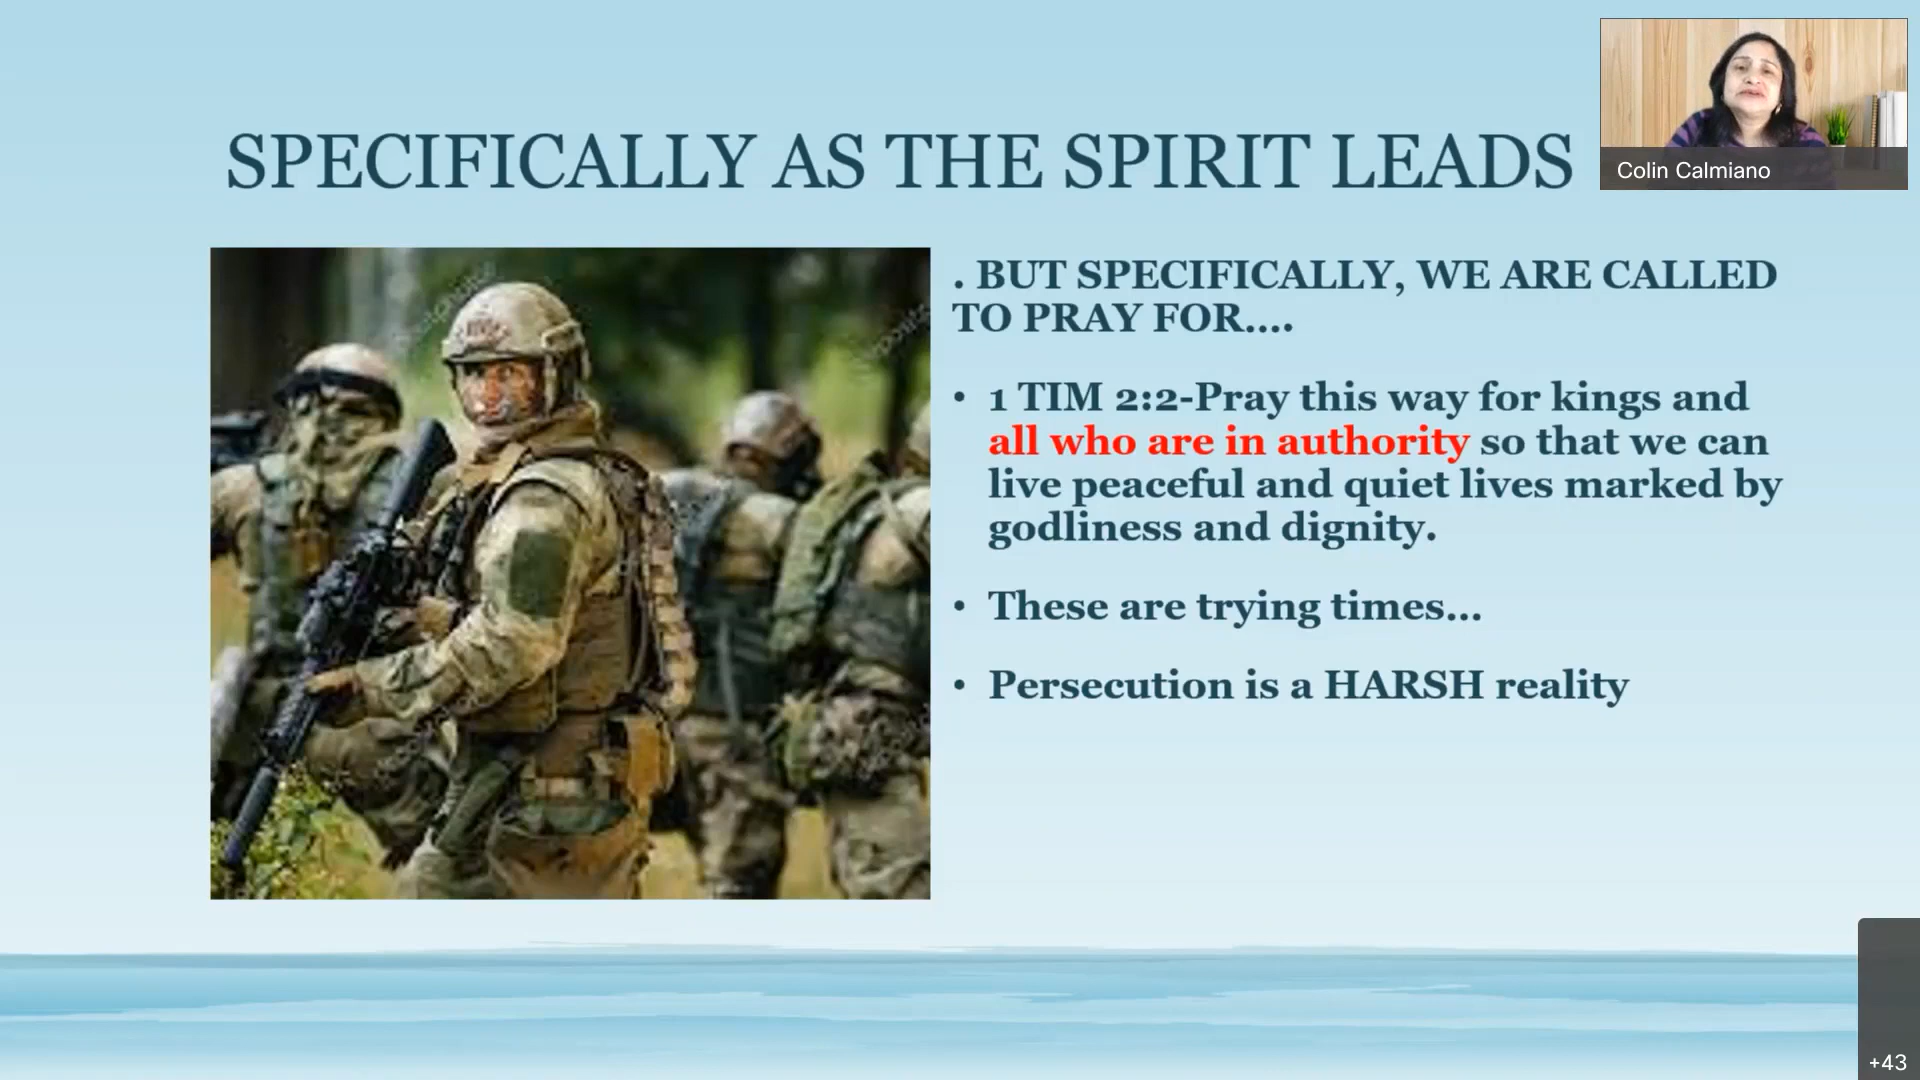 SPECIFICALLY AS THE SPIRIT LEADS
Colin Calmiano
. BUT SPECIFICALLY, WE ARE CALLED
TO PRAY FOR....
• 1 TIM 2:2-Pray this way for kings and
all who are in authority so that we can
live peaceful and quiet lives marked by
godliness and dignity.
• These are trying times...
• Persecution is a HARSH reality
+43